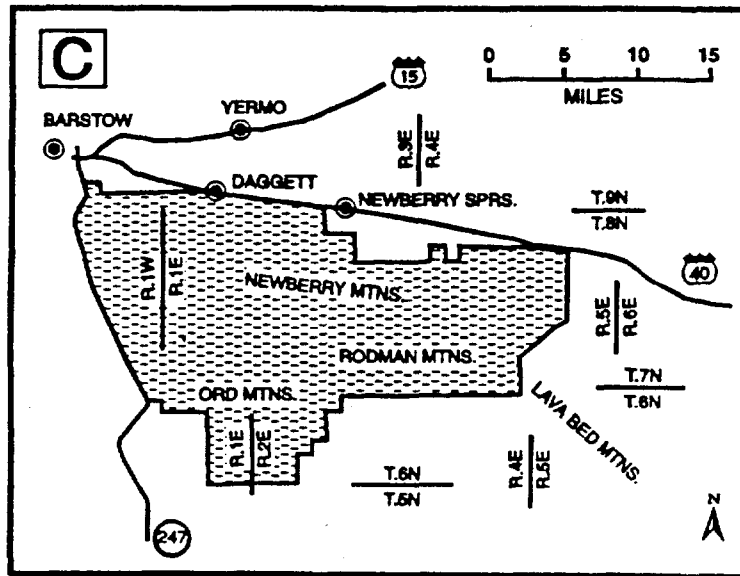 C
15
0 5 10 15
MILES
YERMO
BARSTOW
R.3E
R.4E
DAGGETT
NEWBERRY SPRS.
T.9N
T.8N
R.1W
R.1E
NEWBERRY MTNS.
40
R.5E
R.6E
RODMAN MTNS.
T.7N
T.6N
ORD MTNS.
LAVA BED MTNS.
R.1E
R.2E
R.4E
R.5E
T.6N
T.5N
N
247